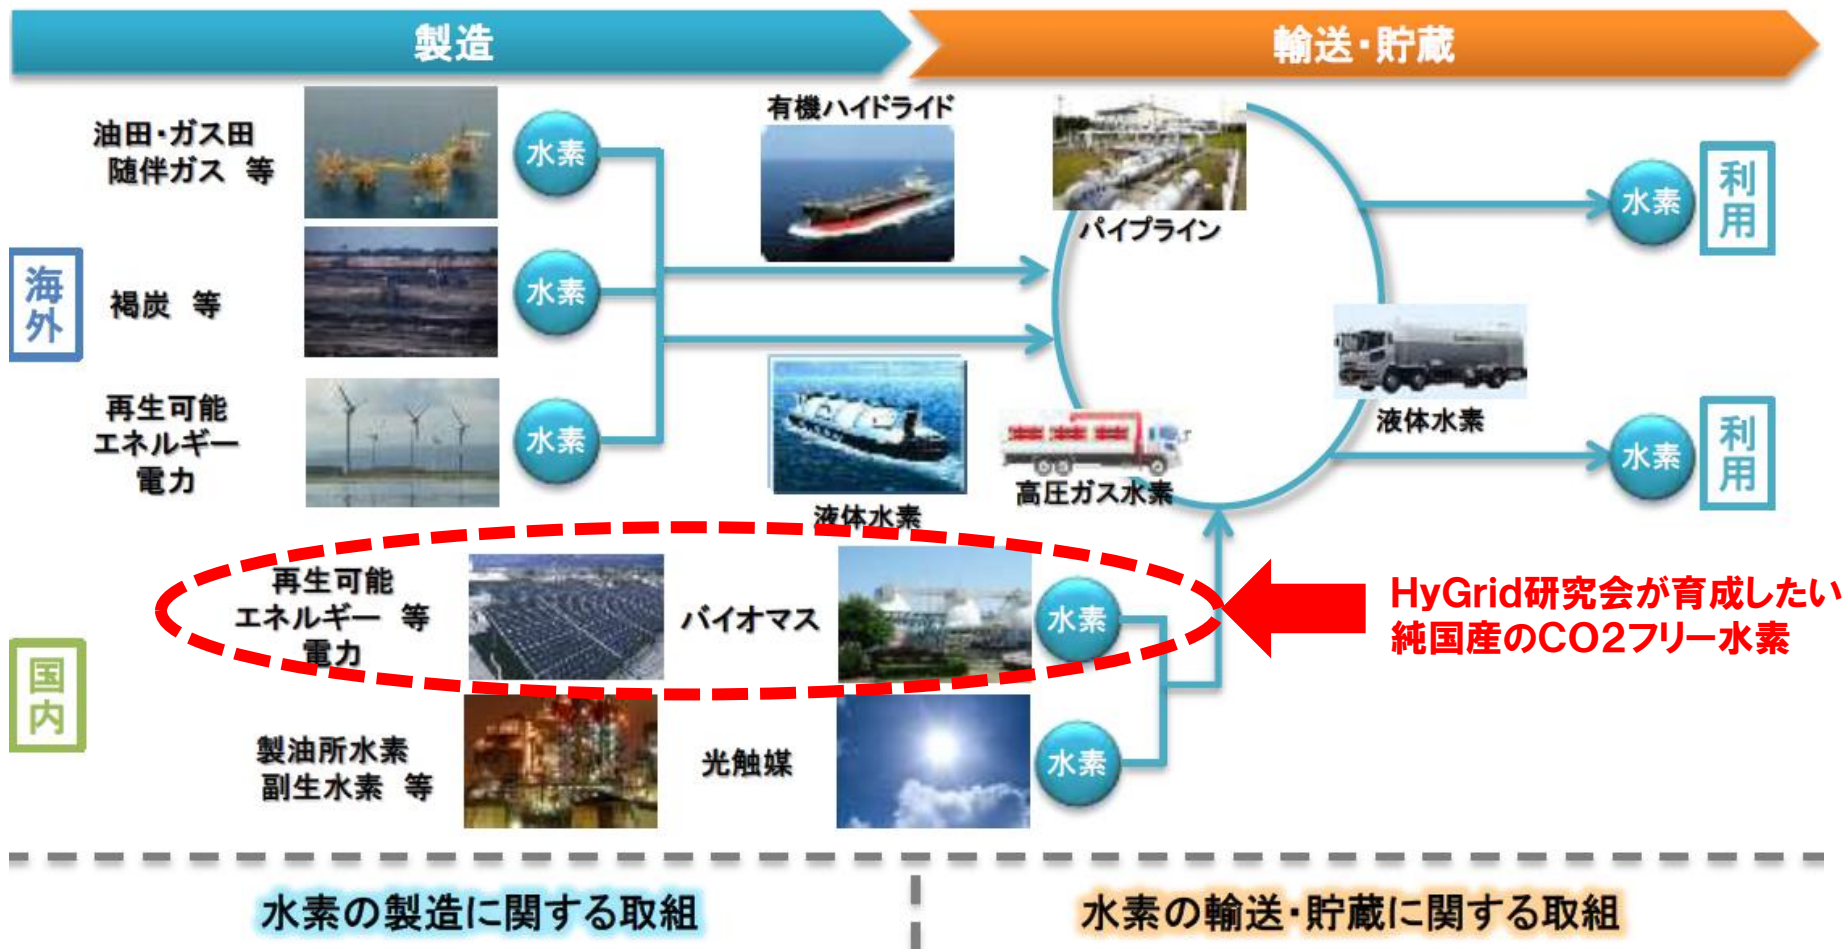 製造
輸送・貯蔵
海外
油田・ガス田
随伴ガス 等
水素
褐炭 等
水素
再生可能
エネルギー
電力
水素
有機ハイドライド
液体水素
パイプライン
高圧ガス水素
液体水素
水素
利用
水素
利用
国内
再生可能
エネルギー 等
電力
バイオマス
水素
製油所水素
副生水素 等
光触媒
水素
HyGrid研究会が育成したい
純国産のCO2フリー水素
水素の製造に関する取組
水素の輸送・貯蔵に関する取組